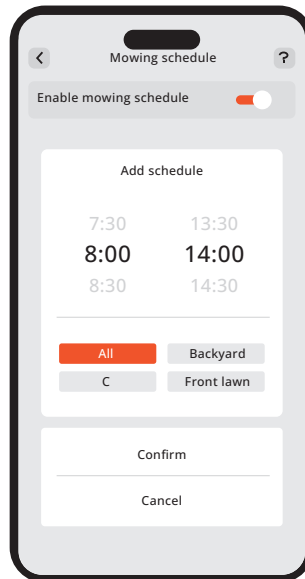 Mowing schedule ?
Enable mowing schedule
Add schedule
7:30 13:30
8:00 14:00
8:30 14:30
All Backyard
C Front lawn
Confirm
Cancel